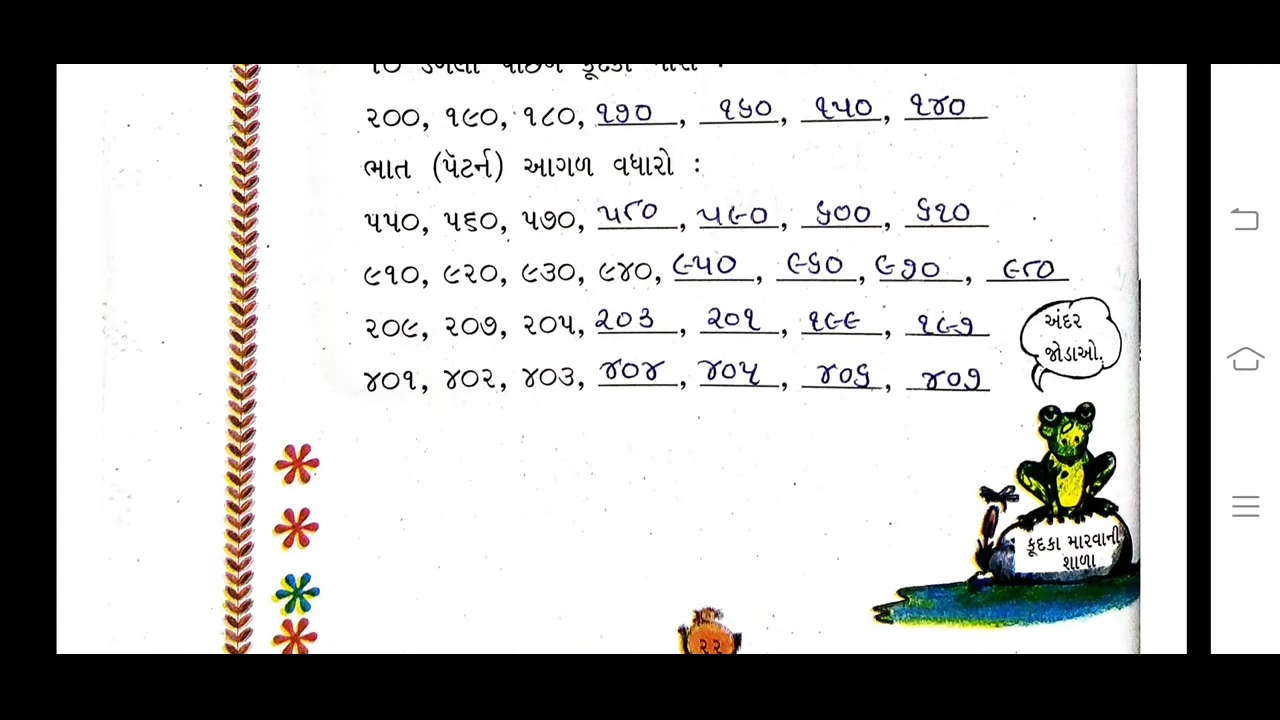 ૨૦૦, ૧૯૦, ૧૮૦, ૧૭૦, ૧૬૦, ૧૫૦, ૧૪૦
ભાત (પૅટર્ન) આગળ વધારો :
૫૫૦, ૫૬૦, ૫૭૦, ૫૮૦, ૫૯૦, ૬૦૦, ૬૧૦
૯૧૦, ૯૨૦, ૯૩૦, ૯૪૦, ૯૫૦, ૯૬૦, ૯૭૦, ૯૮૦
૨૦૯, ૨૦૭, ૨૦૫, ૨૦૩, ૨૦૧, ૧૯૯, ૧૯૭
૪૦૧, ૪૦૨, ૪૦૩, ૪૦૪, ૪૦૫, ૪૦૬, ૪૦૭
અંદર
જોડાઓ.
કૂદકા મારવાની
શાળા
૨૨